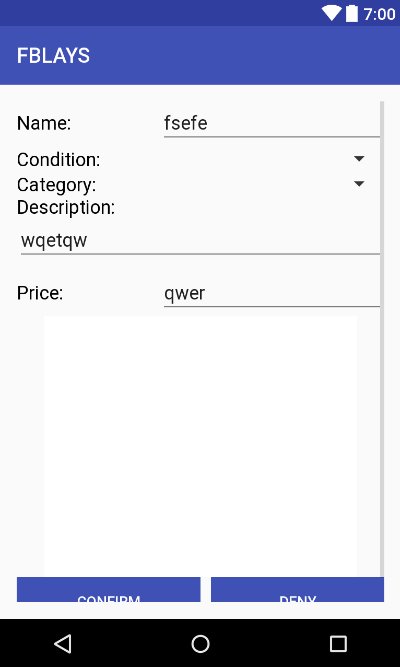 7:00
FBLAYS
Name: fsefe
Condition:
Category:
Description:
wqetqw
Price: qwer
CONFIRM DENY